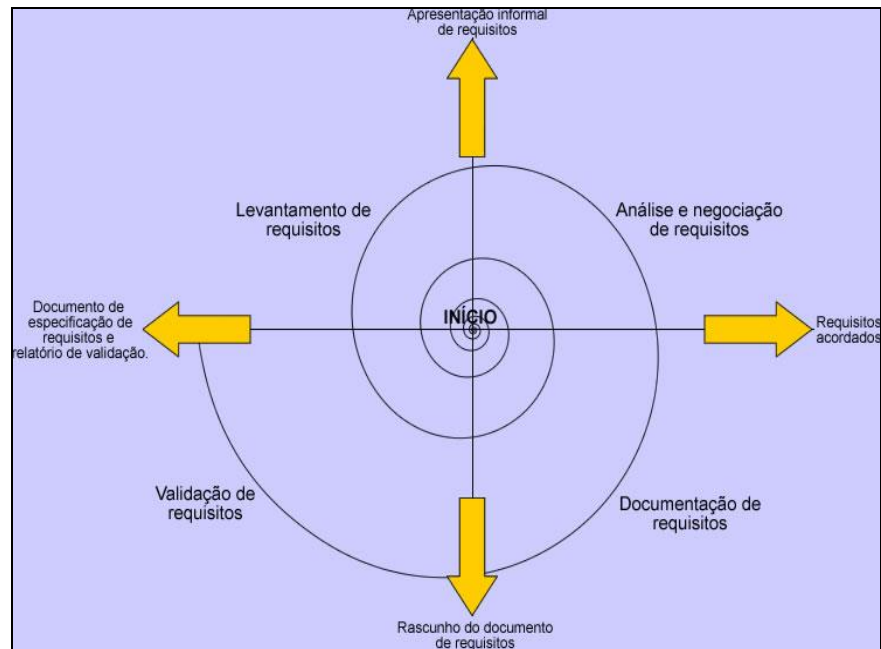 Apresentação informal
de requisitos
Levantamento de
requisitos
Análise e negociação
de requisitos
INÍCIO
Documento de
especificação de
requisitos e
relatório de validação.
Requisitos
acordados
Validação de
requisitos
Documentação de
requisitos
Rascunho do documento
de requisitos